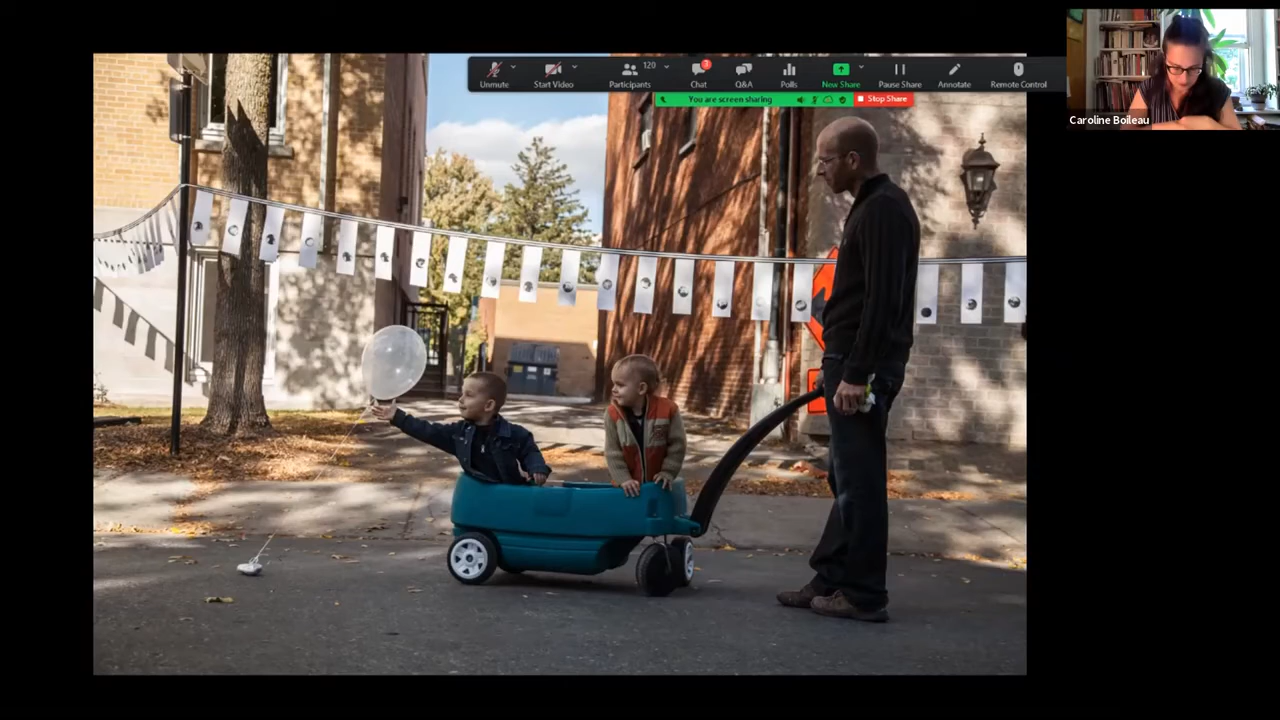 120
3
Unmute
Start Video
Participants
Chat
Q&A
Polls
New Share
Pause Share
Annotate
Remote Control
You are screen sharing
Stop Share
Caroline Boileau